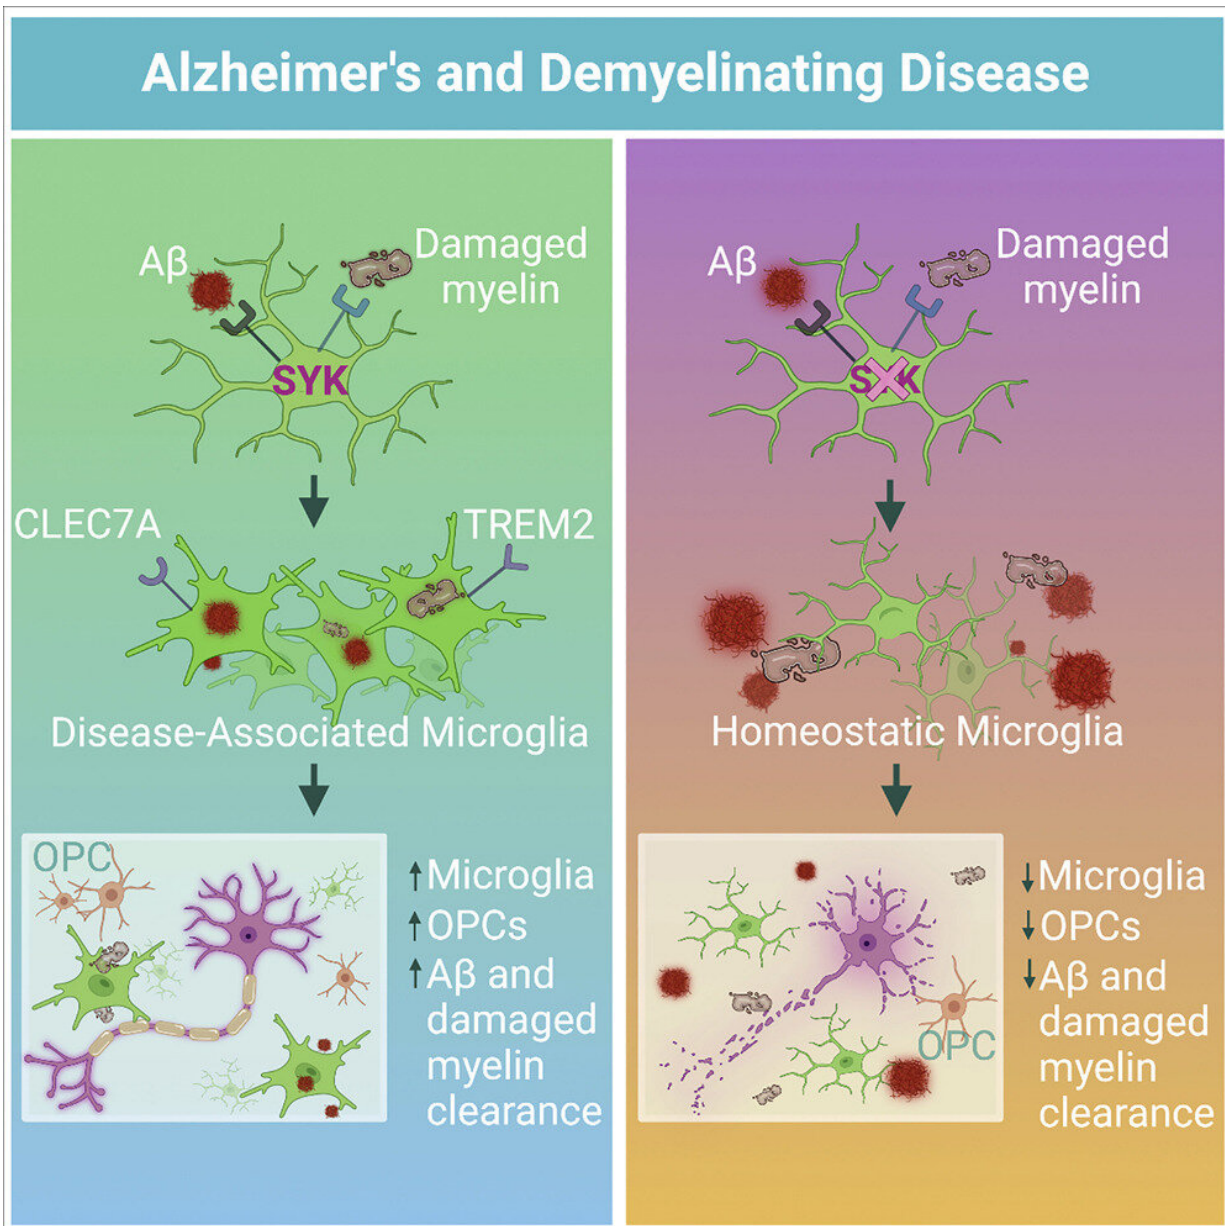 Alzheimer's and Demyelinating Disease
Aβ
Damaged
myelin
SYK
CLEC7A
TREM2
Disease-Associated Microglia
OPC
↑Microglia
↑OPCs
↑Aβ and
damaged
myelin
clearance
Aβ
Damaged
myelin
SYK
Homeostatic Microglia
OPC
↓Microglia
↓OPCs
↓Aβ and
damaged
myelin
clearance